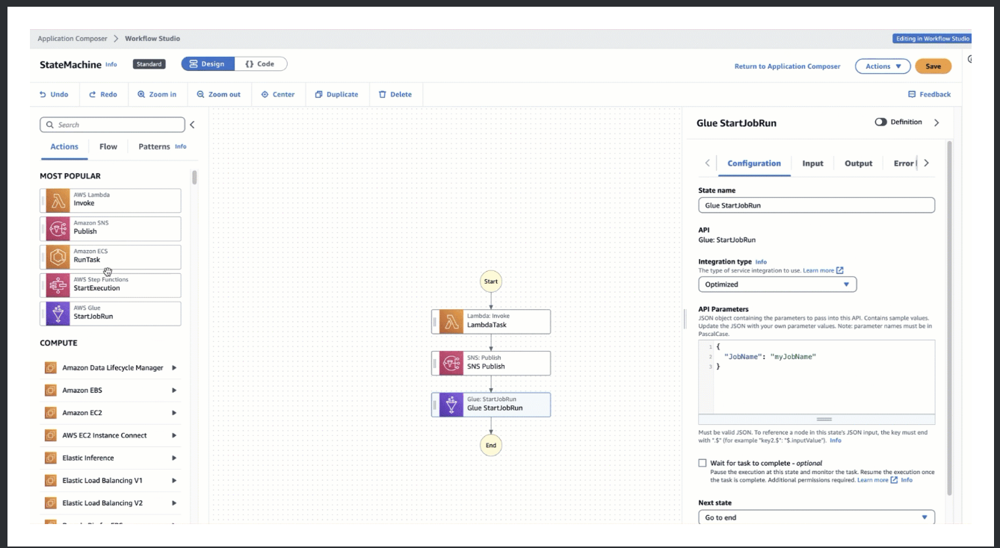 Application Composer > Workflow Studio
Editing in Workflow Studio
StateMachine Info Standard Design {} Code
Return to Application Composer Actions Save
Undo Redo Zoom in Zoom out Center Duplicate Delete
Feedback
Search
Actions Flow Patterns Info
MOST POPULAR
AWS Lambda
Invoke
Amazon SNS
Publish
Amazon ECS
RunTask
AWS Step Functions
StartExecution
AWS Glue
StartJobRun
COMPUTE
Amazon Data Lifecycle Manager
Amazon EBS
Amazon EC2
AWS EC2 Instance Connect
Elastic Inference
Elastic Load Balancing V1
Elastic Load Balancing V2
Start
Lambda: Invoke
LambdaTask
SNS: Publish
SNS Publish
Glue: StartJobRun
Glue StartJobRun
End
Glue StartJobRun
Definition
Configuration Input Output Error
State name
Glue StartJobRun
API
Glue: StartJobRun
Integration type Info
The type of service integration to use. Learn more
Optimized
API Parameters
JSON object containing the parameters to pass into this API. Contains sample values.
Update the JSON with your own parameter values. Note: parameter names must be in
PascalCase.
1 {
2 "JobName": "myJobName"
3 }
Must be valid JSON. To reference a node in this state's JSON input, the key must end
with ".$" (for example "key2.$": "$.inputValue"). Info
Wait for task to complete - optional
Pause the execution at this state and monitor the task. Resume the execution once
the task is complete. Additional permissions required. Learn more Info
Next state
Go to end